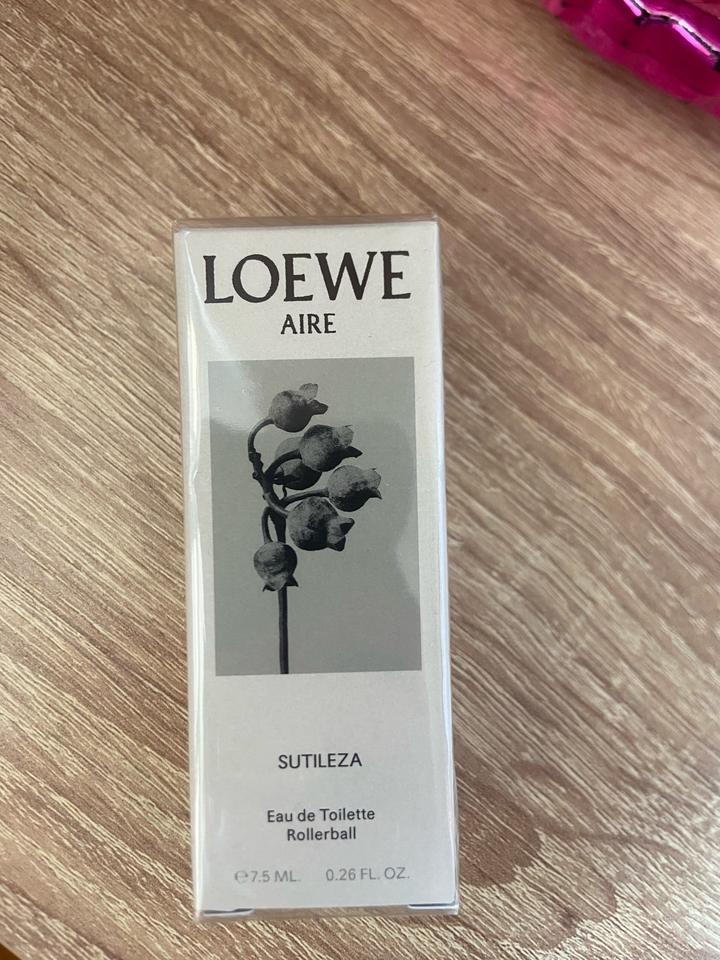 LOEWE
AIRE
SUTILEZA
Eau de Toilette
Rollerball
℮7.5 ML. 0.26 FL. OZ.